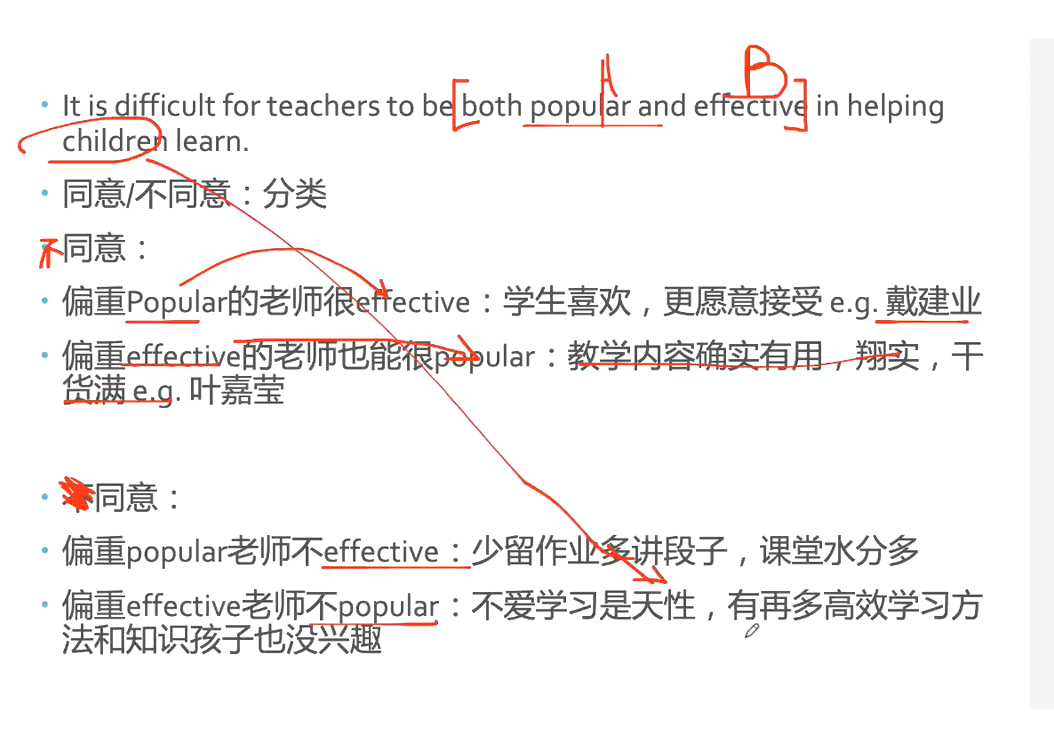 A B
• It is difficult for teachers to be both popular and effective in helping
children learn.
• 同意/不同意：分类
不同意：
• 偏重Popular的老师很effective：学生喜欢，更愿意接受 e.g. 戴建业
• 偏重effective的老师也能很popular：教学内容确实有用，翔实，干
货满 e.g. 叶嘉莹
• 同意：
• 偏重popular老师不effective：少留作业多讲段子，课堂水分多
• 偏重effective老师不popular：不爱学习是天性，有再多高效学习方
法和知识孩子也没兴趣